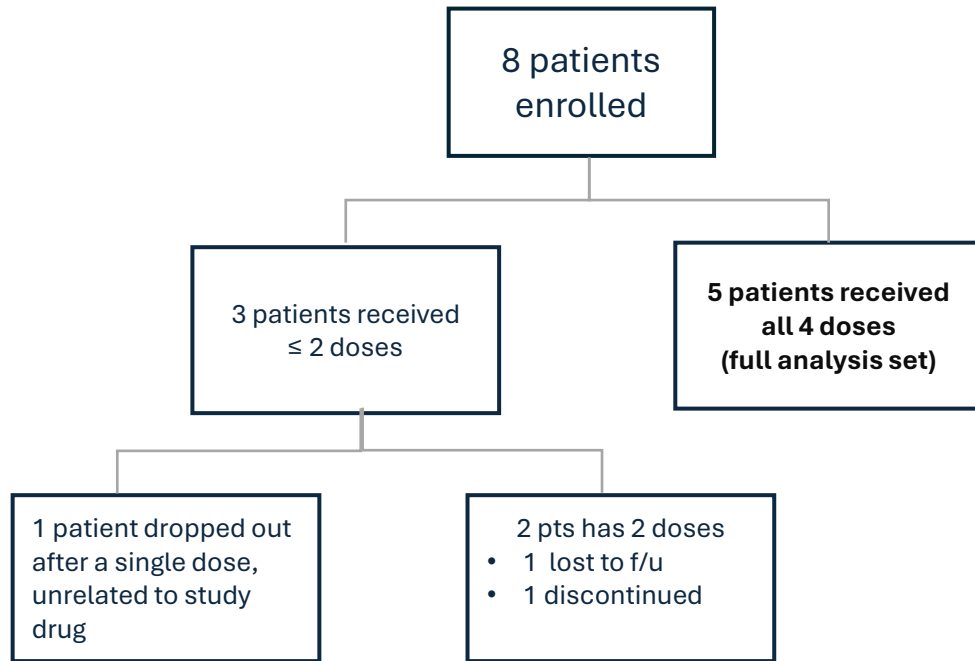 8 patients
enrolled
3 patients received
≤ 2 doses
5 patients received
all 4 doses
(full analysis set)
1 patient dropped out
after a single dose,
unrelated to study
drug
2 pts has 2 doses
• 1 lost to f/u
• 1 discontinued